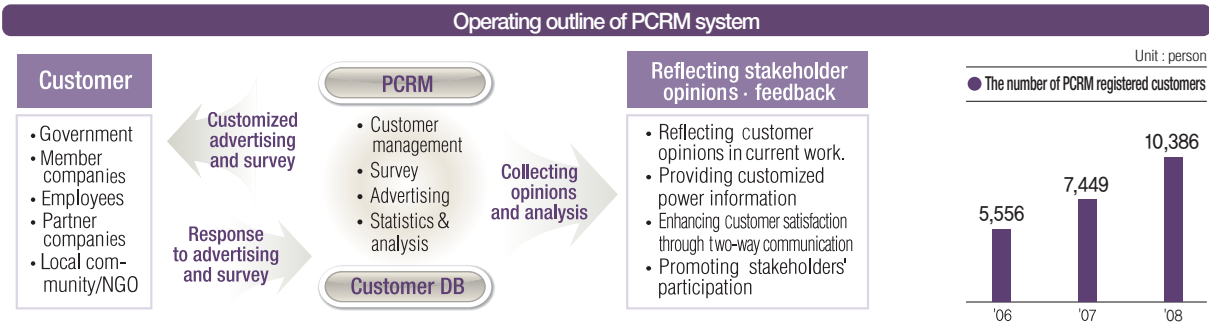 Operating outline of PCRM system
Customer
• Government
• Member
companies
• Employees
• Partner
companies
• Local com-
munity/NGO
Customized
advertising
and survey
Response
to advertising
and survey
PCRM
• Customer
management
• Survey
• Advertising
• Statistics &
analysis
Customer DB
Collecting
opinions
and analysis
Reflecting stakeholder
opinions · feedback
• Reflecting customer
opinions in current work.
• Providing customized
power information
• Enhancing customer satisfaction
through two-way communication
• Promoting stakeholders'
participation
Unit : person
● The number of PCRM registered customers
5,556
7,449
10,386
'06
'07
'08